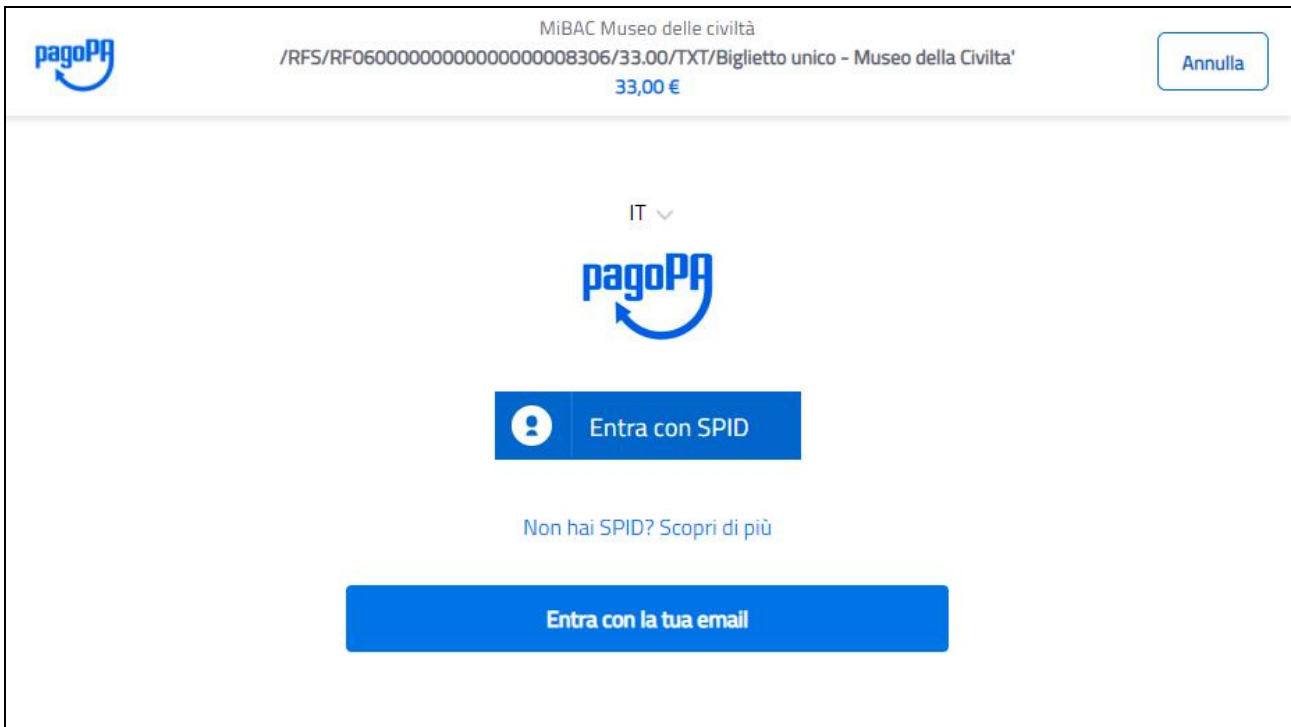 pagoPA
MiBAC Museo delle civiltà
/RFS/RF0600000000000000000008306/33.00/TXT/Biglietto unico - Museo della Civilta'
33,00 €
Annulla
IT
pagoPA
Entra con SPID
Non hai SPID? Scopri di più
Entra con la tua email